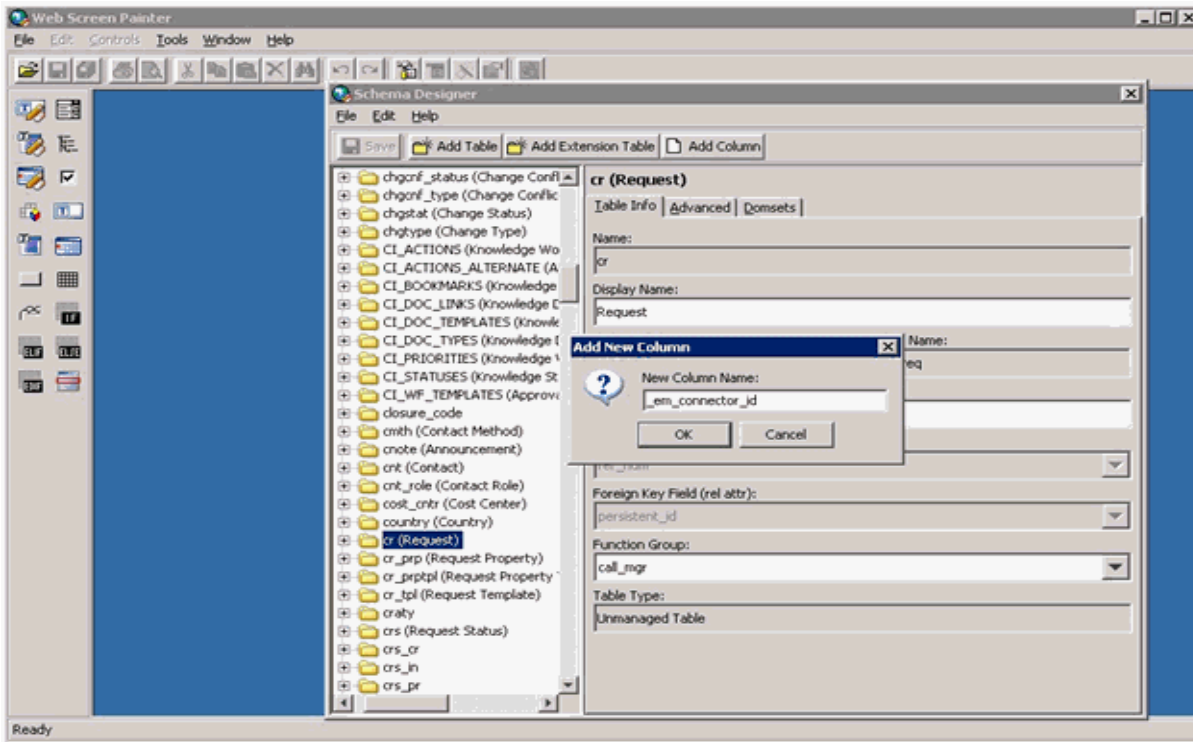 Web Screen Painter
File Edit Controls Tools Window Help
Schema Designer
File Edit Help
Save Add Table Add Extension Table Add Column
chgcnf_status (Change Confl
chgcnf_type (Change Conflic
chgstat (Change Status)
chgtype (Change Type)
CI_ACTIONS (Knowledge Wo
CI_ACTIONS_ALTERNATE (A
CI_BOOKMARKS (Knowledge
CI_DOC_LINKS (Knowledge D
CI_DOC_TEMPLATES (Knowle
CI_DOC_TYPES (Knowledge D
CI_PRIORITIES (Knowledge W
CI_STATUSES (Knowledge St
CI_WF_TEMPLATES (Approva
closure_code
cmth (Contact Method)
cnote (Announcement)
cnt (Contact)
cnt_role (Contact Role)
cost_cntr (Cost Center)
country (Country)
cr (Request)
cr_prp (Request Property)
cr_prptpl (Request Property
cr_tpl (Request Template)
craty
crs (Request Status)
crs_cr
crs_in
crs_pr
cr (Request)
Table Info Advanced Domsets
Name:
cr
Display Name:
Request
Name:
req
Add New Column
New Column Name:
_em_connector_id
OK Cancel
ref_num
Foreign Key Field (rel attr):
persistent_id
Function Group:
call_mgr
Table Type:
Unmanaged Table
Ready